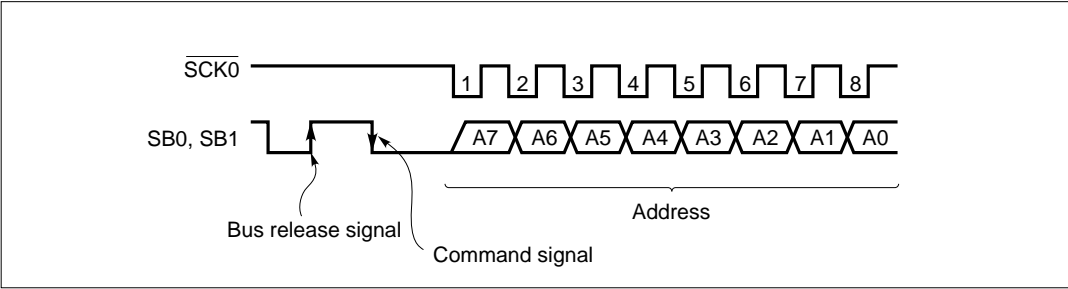 SCK0
1 2 3 4 5 6 7 8
SB0, SB1
A7 A6 A5 A4 A3 A2 A1 A0
Address
Bus release signal
Command signal